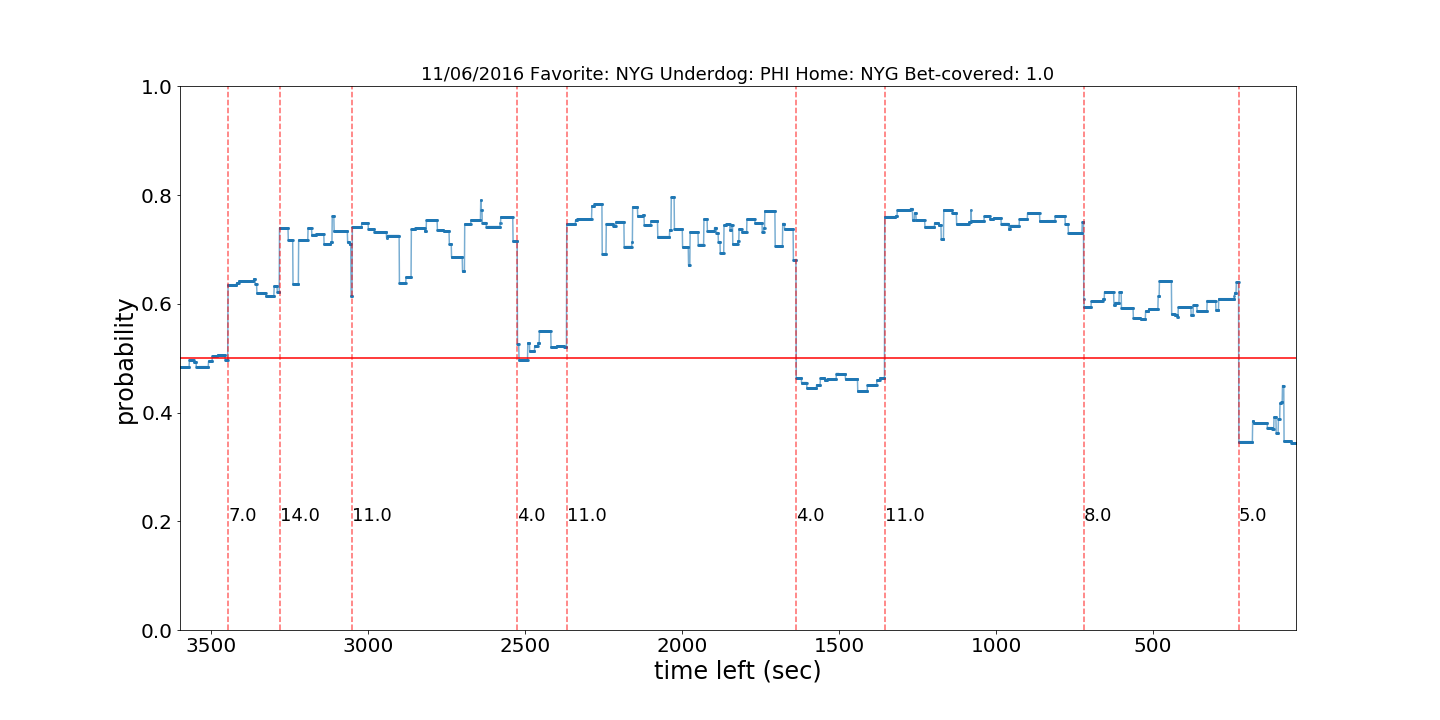 11/06/2016 Favorite: NYG Underdog: PHI Home: NYG Bet-covered: 1.0
1.0
0.8
0.6
0.4
0.2
0.0
probability
7.0 14.0 11.0 4.0 11.0 4.0 11.0 8.0 5.0
3500 3000 2500 2000 1500 1000 500
time left (sec)